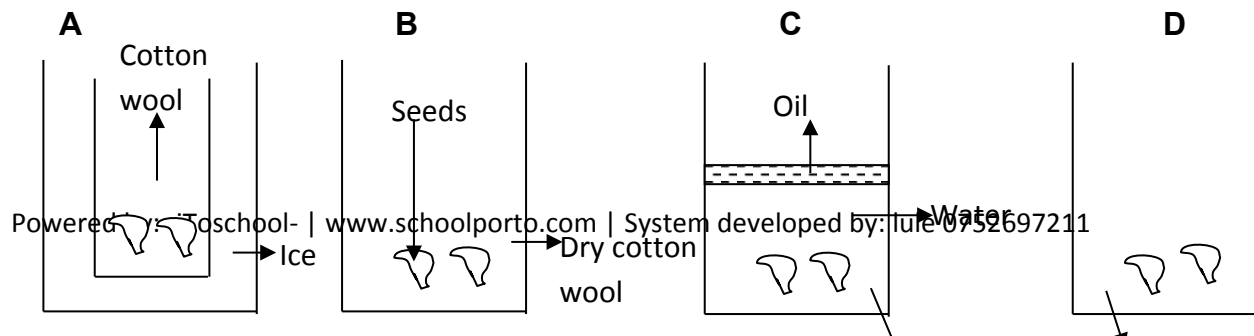 A B C D
Cotton
wool
Seeds
Oil
Powered by: iToschool- | www.schoolporto.com | System developed by: lule 0752697211
Water
Ice
Dry cotton
wool